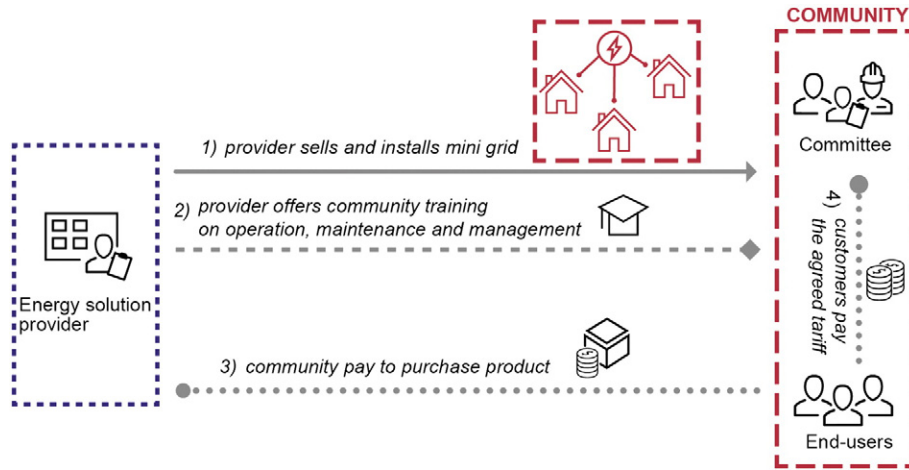 COMMUNITY
1) provider sells and installs mini grid
Committee
2) provider offers community training
on operation, maintenance and management
4) customers pay
the agreed tariff
Energy solution
provider
3) community pay to purchase product
End-users